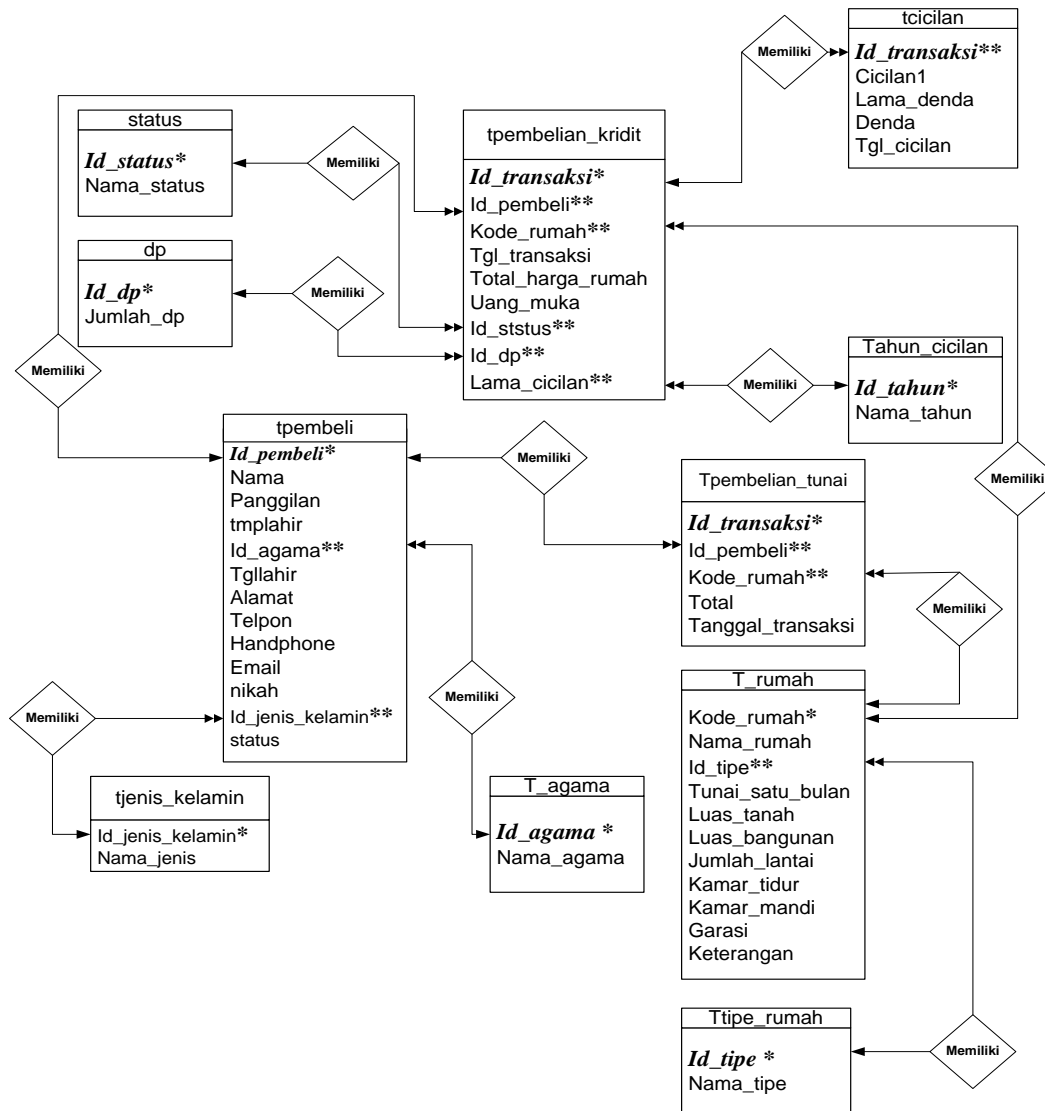 tcicilan
Id_transaksi**
Cicilan1
Lama_denda
Denda
Tgl_cicilan
Memiliki
status
Id_status*
Nama_status
Memiliki
tpembelian_kridit
Id_transaksi*
Id_pembeli**
Kode_rumah**
Tgl_transaksi
Total_harga_rumah
Uang_muka
Id_ststus**
Id_dp**
Lama_cicilan**
dp
Id_dp*
Jumlah_dp
Memiliki
Memiliki
Memiliki
Tahun_cicilan
Id_tahun*
Nama_tahun
tpembeli
Id_pembeli*
Nama
Panggilan
tmplahir
Id_agama**
Tgllahir
Alamat
Telpon
Handphone
Email
nikah
Id_jenis_kelamin**
status
Memiliki
Memiliki
Tpembelian_tunai
Id_transaksi*
Id_pembeli**
Kode_rumah**
Total
Tanggal_transaksi
Memiliki
Memiliki
Memiliki
tjenis_kelamin
Id_jenis_kelamin*
Nama_jenis
T_agama
Id_agama *
Nama_agama
T_rumah
Kode_rumah*
Nama_rumah
Id_tipe**
Tunai_satu_bulan
Luas_tanah
Luas_bangunan
Jumlah_lantai
Kamar_tidur
Kamar_mandi
Garasi
Keterangan
Ttipe_rumah
Id_tipe *
Nama_tipe
Memiliki